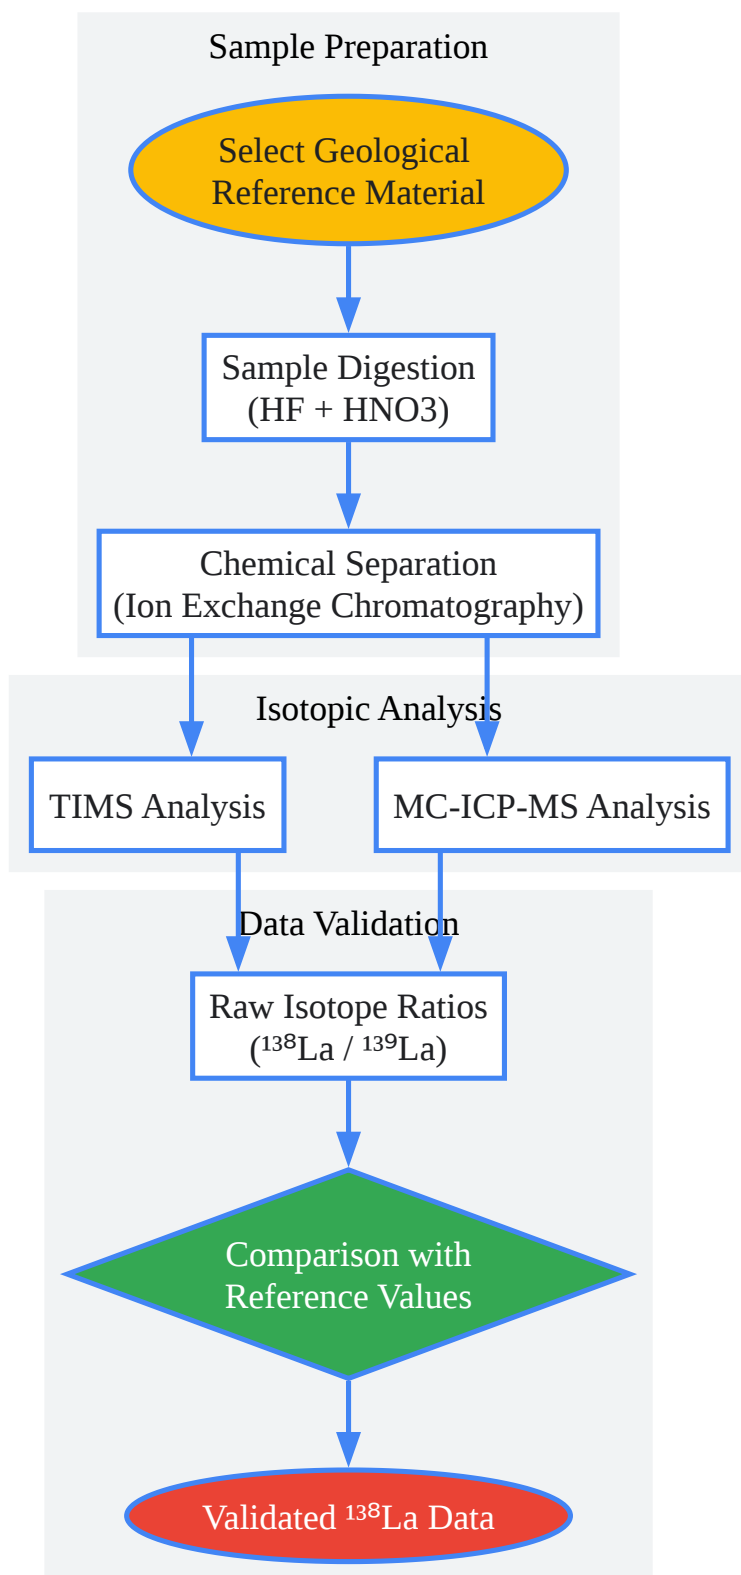 Sample Preparation
Select Geological
Reference Material
Sample Digestion
(HF + HNO3)
Chemical Separation
(Ion Exchange Chromatography)
Isotopic Analysis
TIMS Analysis
MC-ICP-MS Analysis
Data Validation
Raw Isotope Ratios
(¹³⁸La / ¹³⁹La)
Comparison with
Reference Values
Validated ¹³⁸La Data